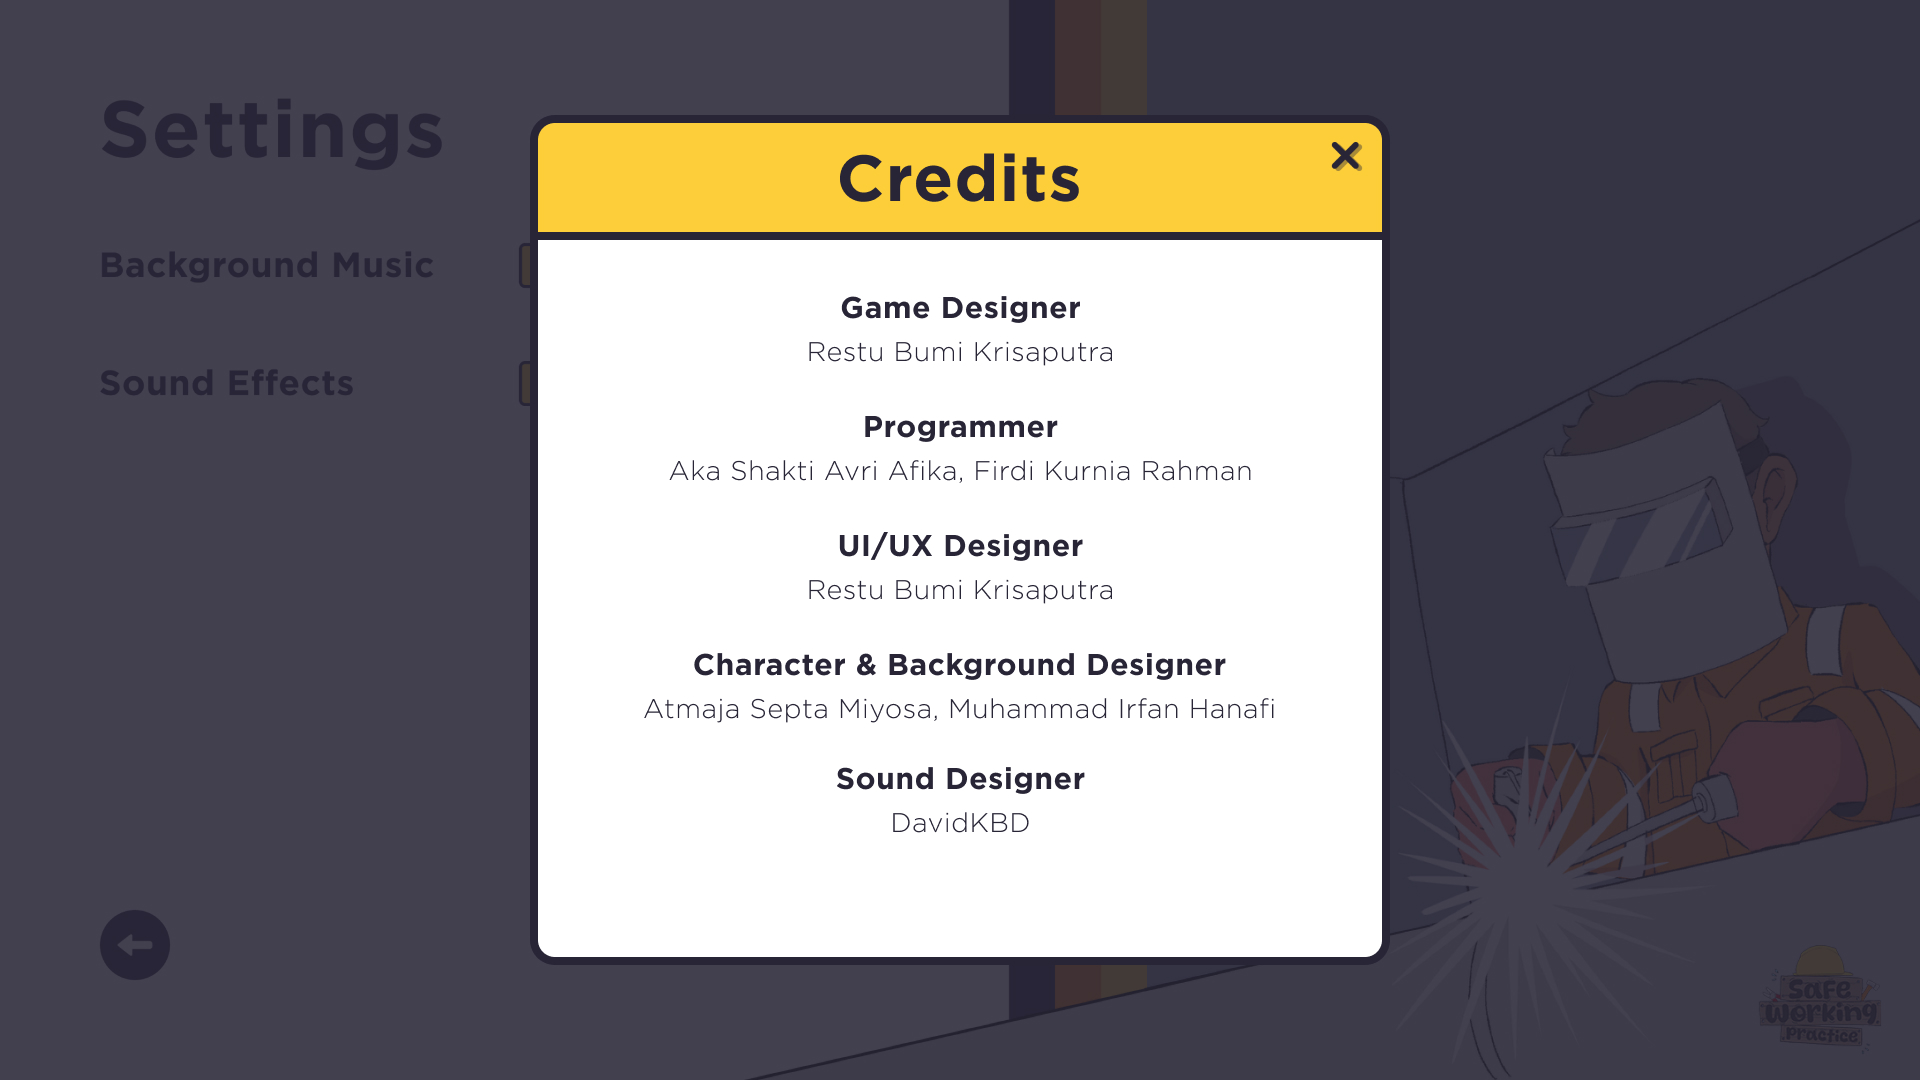 Settings
Background Music
Sound Effects
Credits
Game Designer
Restu Bumi Krisaputra
Programmer
Aka Shakti Avri Afika, Firdi Kurnia Rahman
UI/UX Designer
Restu Bumi Krisaputra
Character & Background Designer
Atmaja Septa Miyosa, Muhammad Irfan Hanafi
Sound Designer
DavidKBD
Safe
Working
Practice